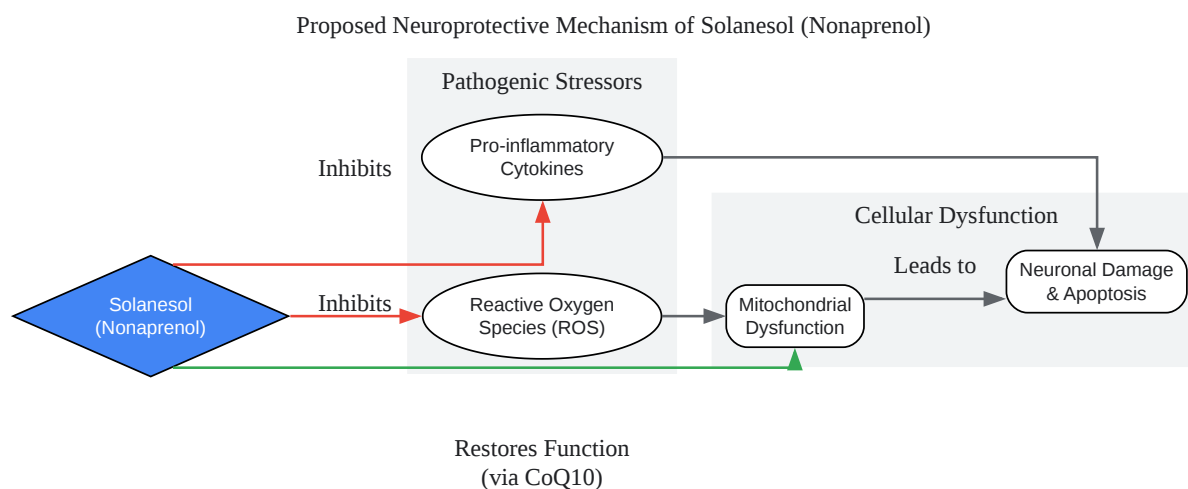 Proposed Neuroprotective Mechanism of Solanesol (Nonaprenol)
Pathogenic Stressors
Pro-inflammatory
Cytokines
Inhibits
Cellular Dysfunction
Leads to
Neuronal Damage
& Apoptosis
Solanesol
(Nonaprenol)
Inhibits
Reactive Oxygen
Species (ROS)
Mitochondrial
Dysfunction
Restores Function
(via CoQ10)